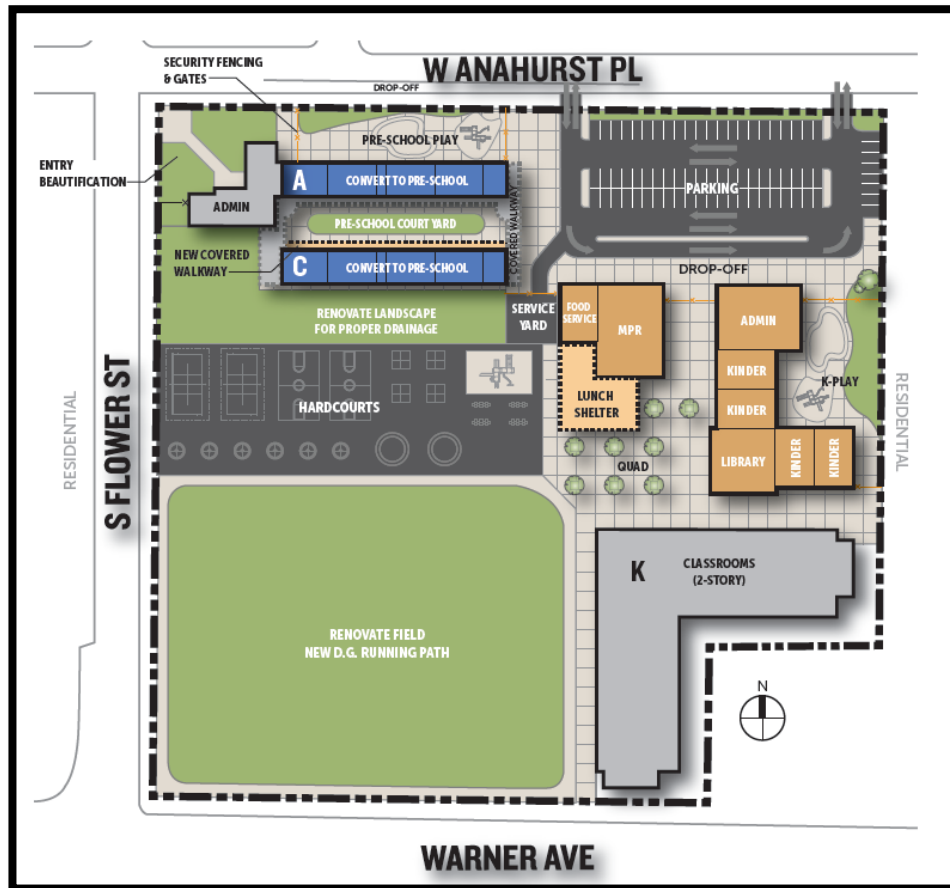 SECURITY FENCING
& GATES
W ANAHURST PL
DROP-OFF
PRE-SCHOOL PLAY
ENTRY
BEAUTIFICATION
A
CONVERT TO PRE-SCHOOL
PARKING
ADMIN
PRE-SCHOOL COURT YARD
COVERED WALKWAY
NEW COVERED
WALKWAY
C
CONVERT TO PRE-SCHOOL
DROP-OFF
RENOVATE LANDSCAPE
FOR PROPER DRAINAGE
SERVICE
YARD
FOOD
SERVICE
MPR
ADMIN
KINDER
K-PLAY
RESIDENTIAL
S FLOWER ST
RESIDENTIAL
HARDCOURTS
LUNCH
SHELTER
KINDER
QUAD
LIBRARY
KINDER
KINDER
K
CLASSROOMS
(2-STORY)
RENOVATE FIELD
NEW D.G. RUNNING PATH
N
WARNER AVE